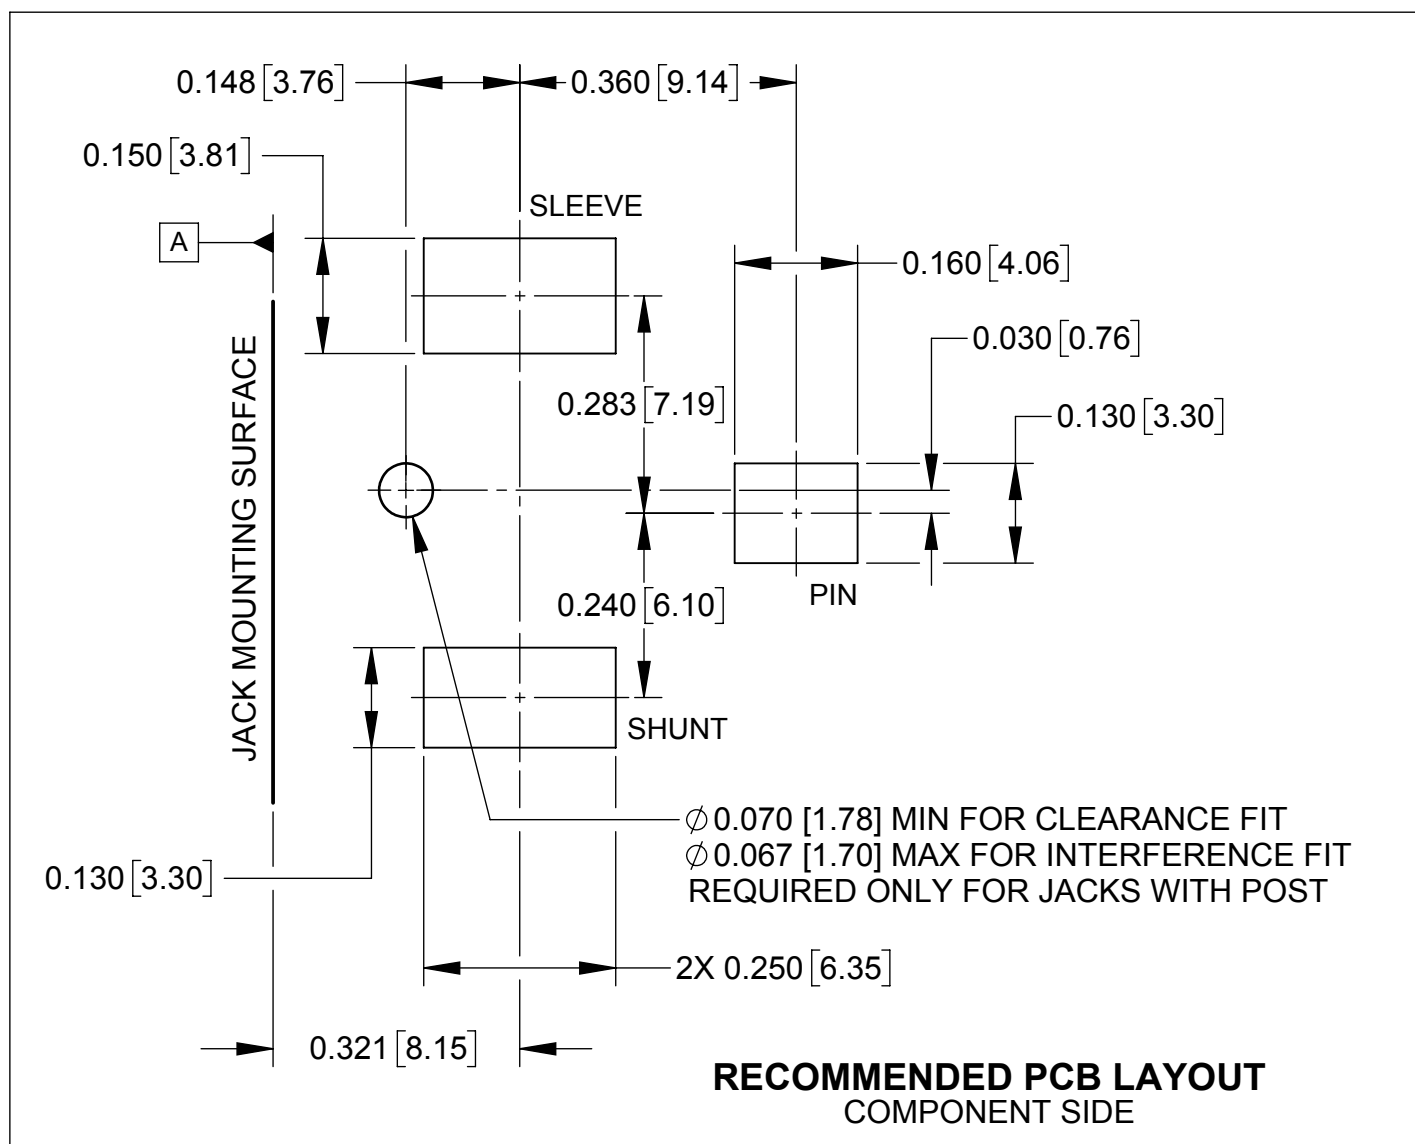 0.148 [3.76]
0.360 [9.14]
0.150 [3.81]
SLEEVE
A
0.160 [4.06]
0.030 [0.76]
JACK MOUNTING SURFACE
0.283 [7.19]
0.130 [3.30]
0.240 [6.10]
PIN
SHUNT
∅ 0.070 [1.78] MIN FOR CLEARANCE FIT
∅ 0.067 [1.70] MAX FOR INTERFERENCE FIT
REQUIRED ONLY FOR JACKS WITH POST
0.130 [3.30]
2X 0.250 [6.35]
0.321 [8.15]
RECOMMENDED PCB LAYOUT
COMPONENT SIDE